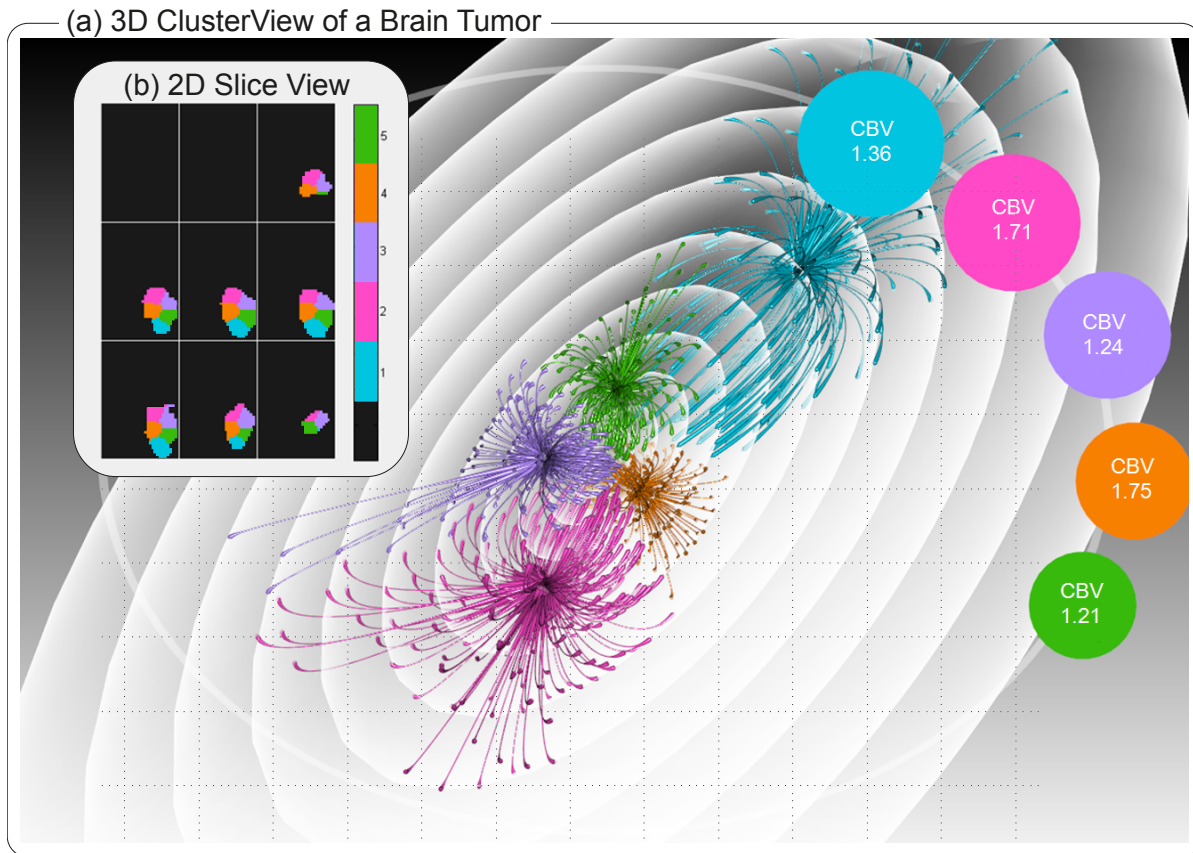 (a) 3D ClusterView of a Brain Tumor
(b) 2D Slice View
5
4
3
2
1
CBV
1.36
CBV
1.71
CBV
1.24
CBV
1.75
CBV
1.21